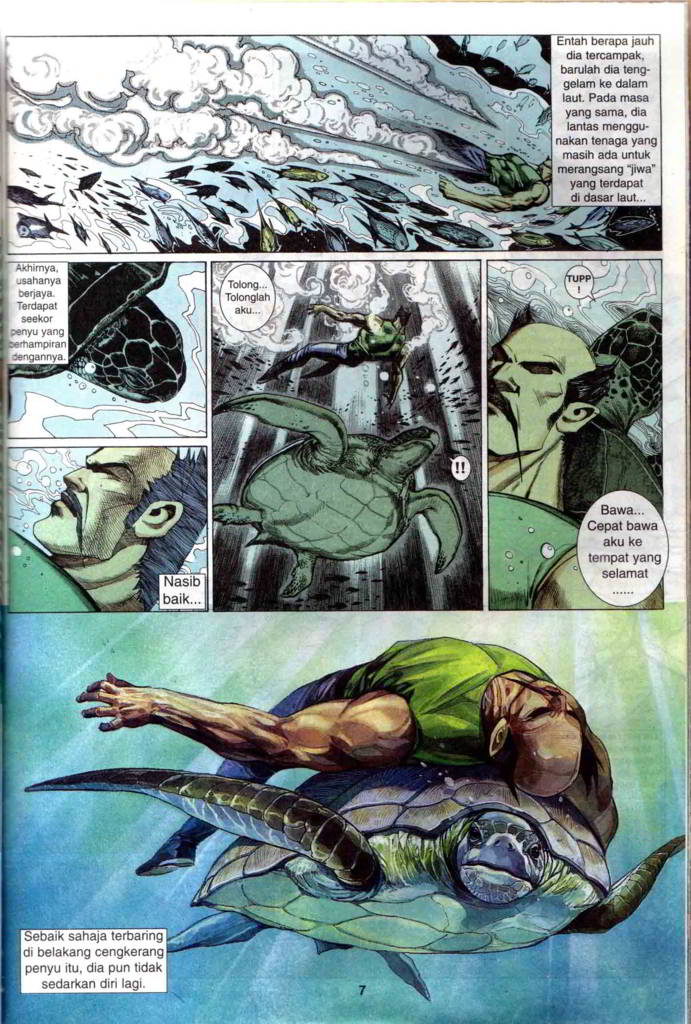 Entah berapa jauh
dia tercampak,
barulah dia teng-
gelam ke dalam
laut. Pada masa
yang sama, dia
lantas menggu-
nakan tenaga yang
masih ada untuk
merangsang "jiwa"
yang terdapat
di dasar laut...
Akhirnya,
usahanya
berjaya.
Terdapat
seekor
penyu yang
berhampiran
dengannya.
Nasib
baik...
Tolong...
Tolonglah
aku...
!!
TUPP
!
Bawa...
Cepat bawa
aku ke
tempat yang
selamat
......
Sebaik sahaja terbaring
di belakang cengkerang
penyu itu, dia pun tidak
sedarkan diri lagi.
7